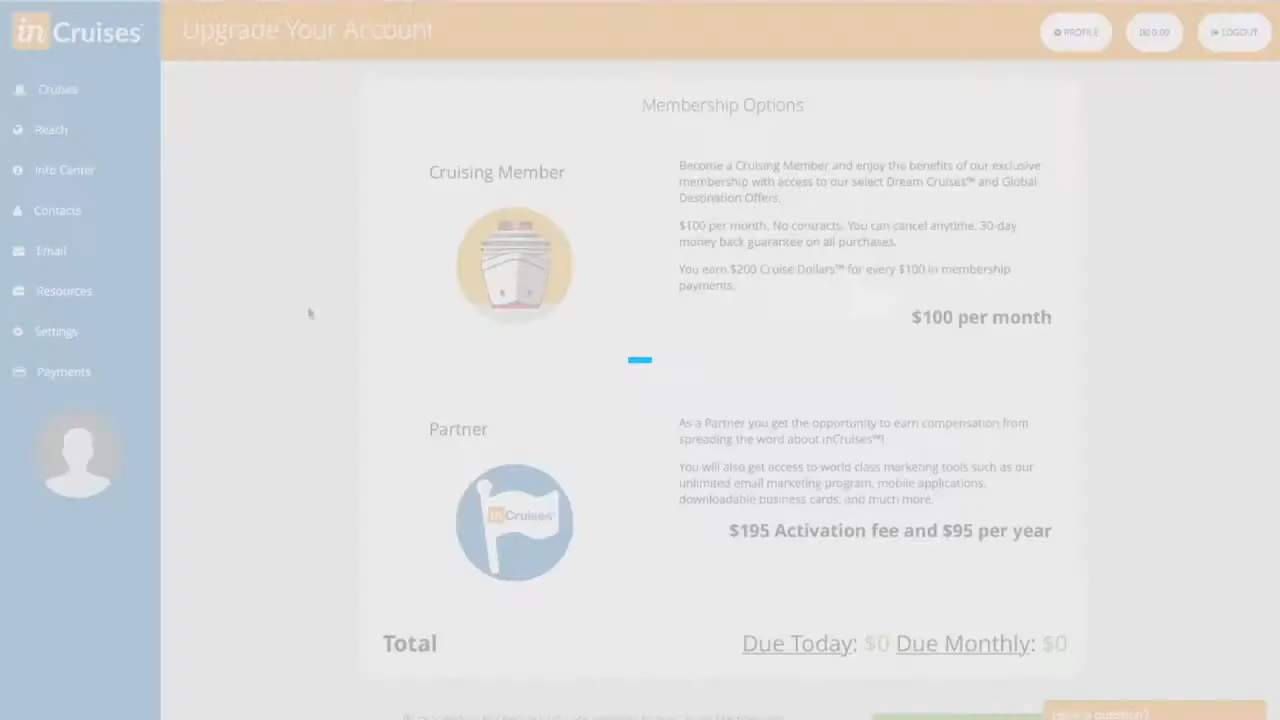 inCruises™
Upgrade Your Account
PROFILE
LOGOUT
Cruises
Reach
Info Center
Contacts
Email
Resources
Settings
Payments
Membership Options
Cruising Member
Become a Cruising Member and enjoy the benefits of our exclusive
membership with access to our select Dream Cruises™ and Global
Destination Offers.
$100 per month. No contracts. You can cancel anytime. 30-day
money back guarantee on all purchases.
You earn $200 Cruise Dollars™ for every $100 in membership
payments.
$100 per month
Partner
As a Partner you get the opportunity to earn compensation from
spreading the word about inCruises™!
You will also get access to world class marketing tools such as our
unlimited email marketing program, mobile applications,
downloadable business cards, and much more.
inCruises
$195 Activation fee and $95 per year
Total
Due Today: $0 Due Monthly: $0
Have a question?